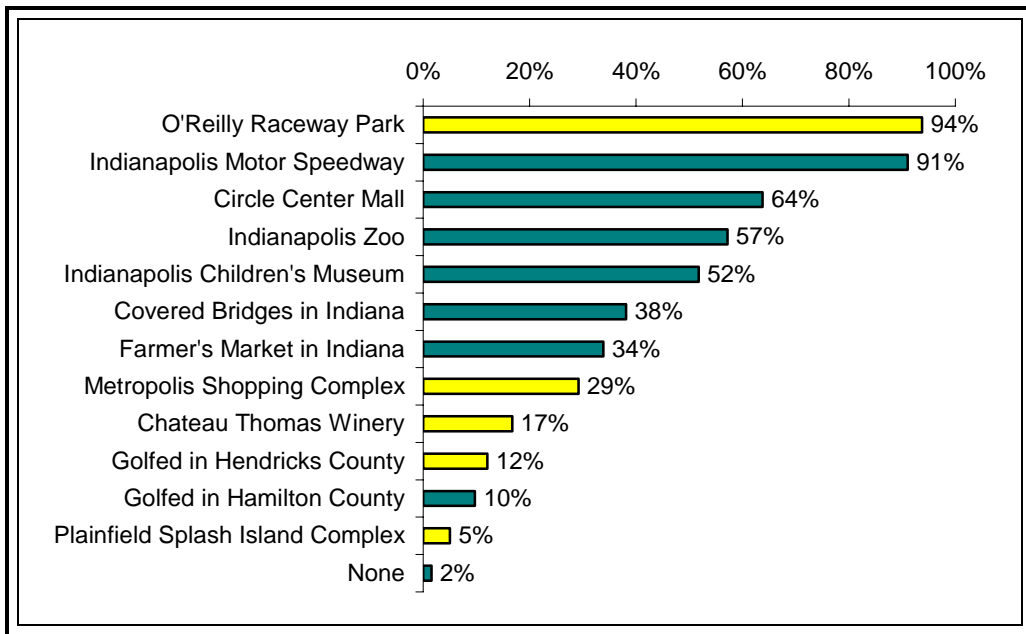 0% 20% 40% 60% 80% 100%
O'Reilly Raceway Park 94%
Indianapolis Motor Speedway 91%
Circle Center Mall 64%
Indianapolis Zoo 57%
Indianapolis Children's Museum 52%
Covered Bridges in Indiana 38%
Farmer's Market in Indiana 34%
Metropolis Shopping Complex 29%
Chateau Thomas Winery 17%
Golfed in Hendricks County 12%
Golfed in Hamilton County 10%
Plainfield Splash Island Complex 5%
None 2%